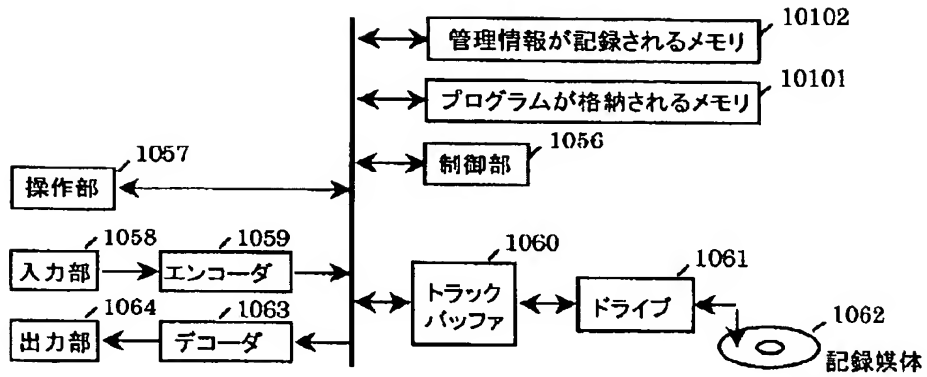 10102
管理情報が記録されるメモリ
10101
プログラムが格納されるメモリ
1056
制御部
1057
操作部
1058
入力部
1059
エンコーダ
1064
出力部
1063
デコーダ
1060
トラック
バッファ
1061
ドライブ
1062
記録媒体